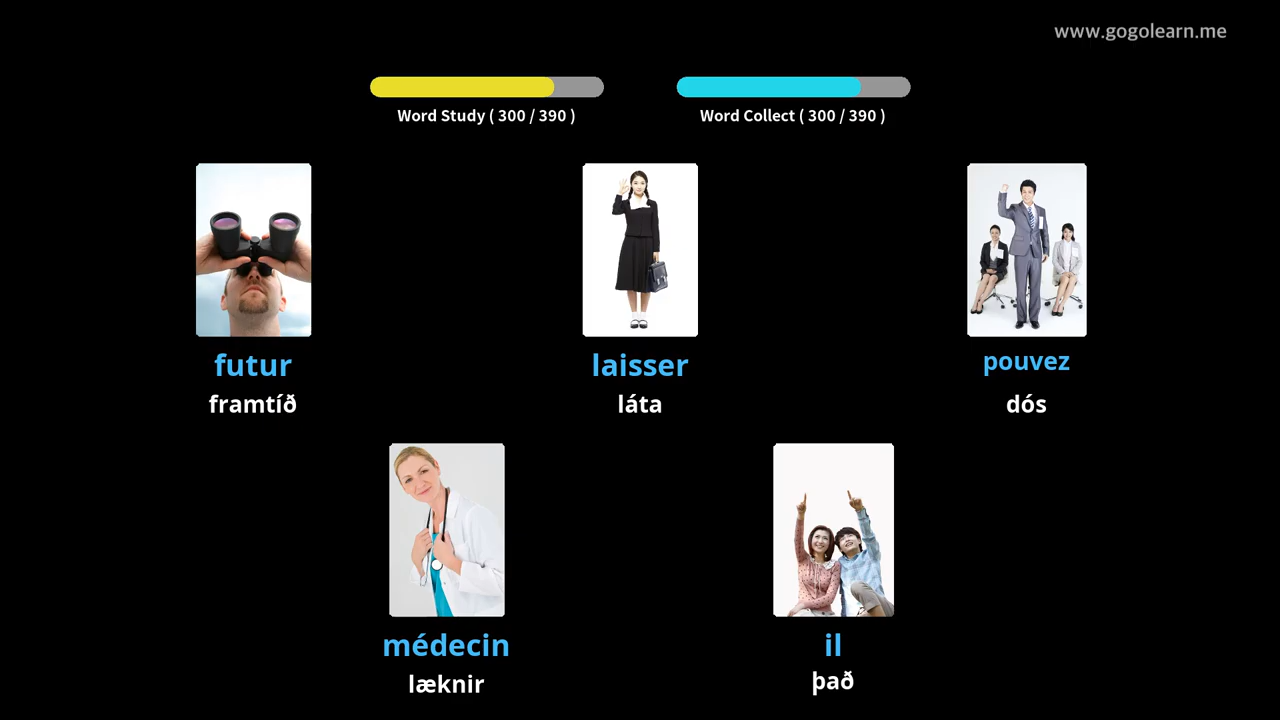 www.gogolearn.me
Word Study ( 300 / 390 )
Word Collect ( 300 / 390 )
futur
framtíð
laisser
láta
pouvez
dós
médecin
læknir
il
það